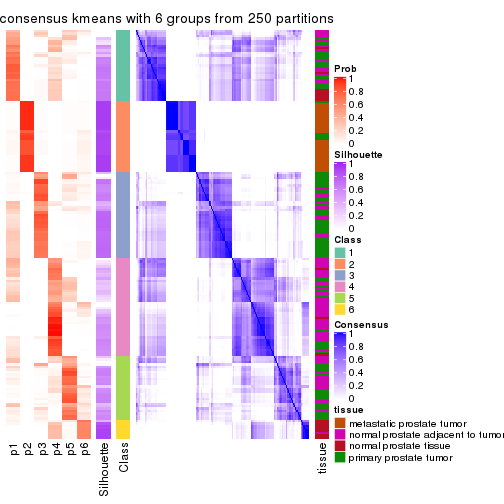 consensus kmeans with 6 groups from 250 partitions
Prob
1
0.8
0.6
0.4
0.2
0
Silhouette
1
0.8
0.6
0.4
0.2
0
Class
1
2
3
4
5
6
Consensus
1
0.8
0.6
0.4
0.2
0
tissue
metastatic prostate tumor
normal prostate adjacent to tumor
normal prostate tissue
primary prostate tumor
p1
p2
p3
p4
p5
p6
Silhouette
Class
tissue